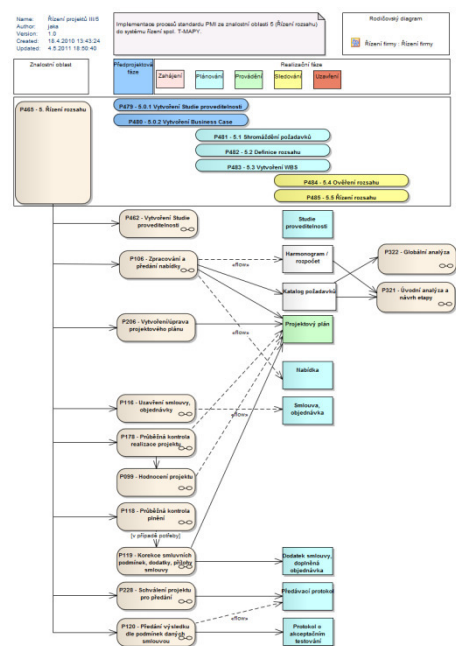 Name: Řízení projektů III/5
Author: jaka
Version: 1.0
Created: 16.4.2010 13:43:24
Updated: 4.5.2011 18:50:40
Implementace procesů standardu PMI ze znalostní oblasti 5 (Řízení rozsahu)
do systému řízení spol. T-MAPY.
Rodičovský diagram
Řízení firmy : Řízení firmy
Znalostní oblast
Předprojektová
fáze
Realizační fáze
Zahájení
Plánování
Provádění
Sledování
Uzavření
P465 - 5. Řízení rozsahu
P479 - 5.0.1 Vytvoření Studie proveditelnosti
P480 - 5.0.2 Vytvoření Business Case
P481 - 5.1 Shromáždění požadavků
P482 - 5.2 Definice rozsahu
P483 - 5.3 Vytvoření WBS
P484 - 5.4 Ověření rozsahu
P485 - 5.5 Řízení rozsahu
P462 - Vytvoření Studie
proveditelnosti
Studie
proveditelnosti
P106 - Zpracování a
předání nabídky
«flow»
Harmonogram /
rozpočet
P322 - Globální analýza
Katalog požadavků
P321 - Úvodní analýza a
návrh etapy
P206 - Vytvoření/úprava
projektového plánu
«flow»
Projektový plán
Nabídka
P116 - Uzavření smlouvy,
objednávky
«flow»
Smlouva,
objednávka
P178 - Průběžná kontrola
realizace projektu
P099 - Hodnocení projektu
P118 - Průběžná kontrola
plnění
[v případě potřeby]
P119 - Korekce smluvních
podmínek, dodatky, přílohy
smlouvy
Dodatek smlouvy,
doplněná
objednávka
P228 - Schválení projektu
pro předání
Předávací protokol
«flow»
P120 - Předání výsledku
dle podmínek daných
smlouvou
Protokol o
akceptačním
testování